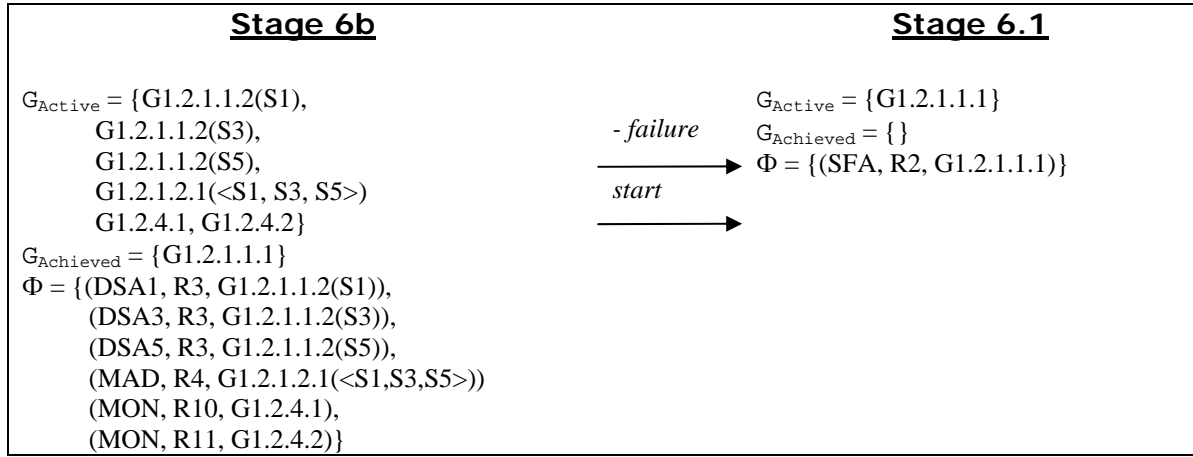 Stage 6b
G_Active = {G1.2.1.1.2(S1),
G1.2.1.1.2(S3),
G1.2.1.1.2(S5),
G1.2.1.2.1(<S1, S3, S5>)
G1.2.4.1, G1.2.4.2}
G_Achieved = {G1.2.1.1.1}
Φ = {(DSA1, R3, G1.2.1.1.2(S1)),
(DSA3, R3, G1.2.1.1.2(S3)),
(DSA5, R3, G1.2.1.1.2(S5)),
(MAD, R4, G1.2.1.2.1(<S1,S3,S5>))
(MON, R10, G1.2.4.1),
(MON, R11, G1.2.4.2)}
- failure
start
Stage 6.1
G_Active = {G1.2.1.1.1}
G_Achieved = {}
Φ = {(SFA, R2, G1.2.1.1.1)}